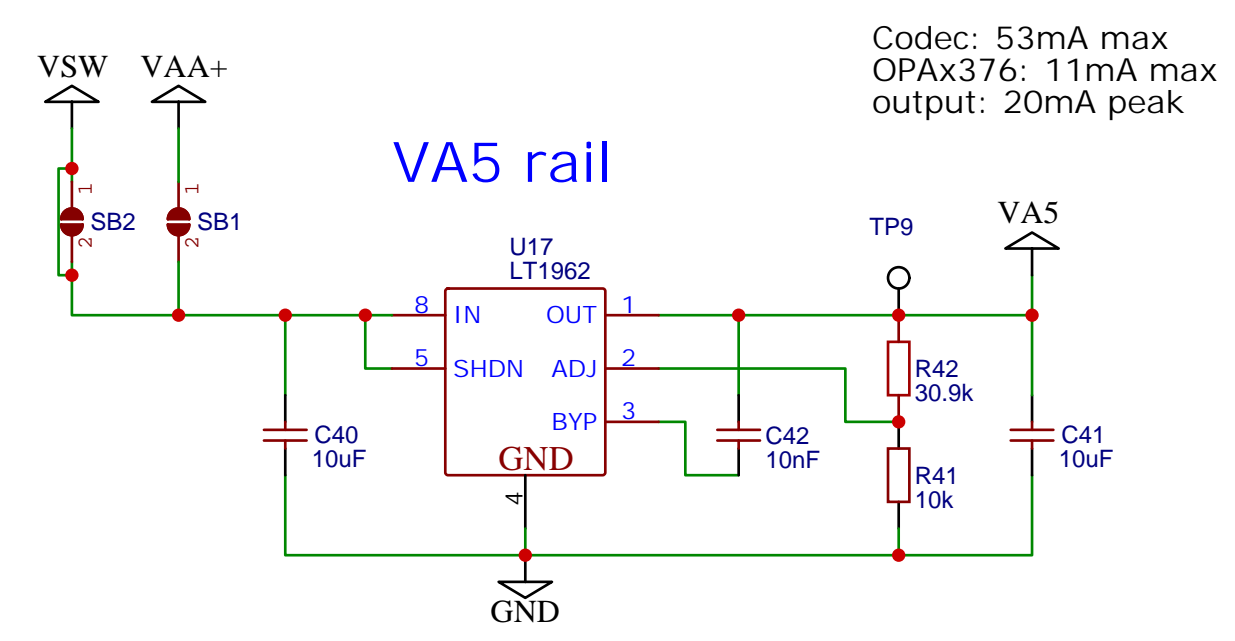 Codec: 53mA max
OPAx376: 11mA max
output: 20mA peak
VSW
VAA+
VA5 rail
1
SB2
2
1
SB1
2
U17
LT1962
8
IN
OUT
1
5
SHDN
ADJ
2
BYP
3
GND
4
TP9
VA5
R42
30.9k
C40
10uF
C42
10nF
R41
10k
C41
10uF
GND